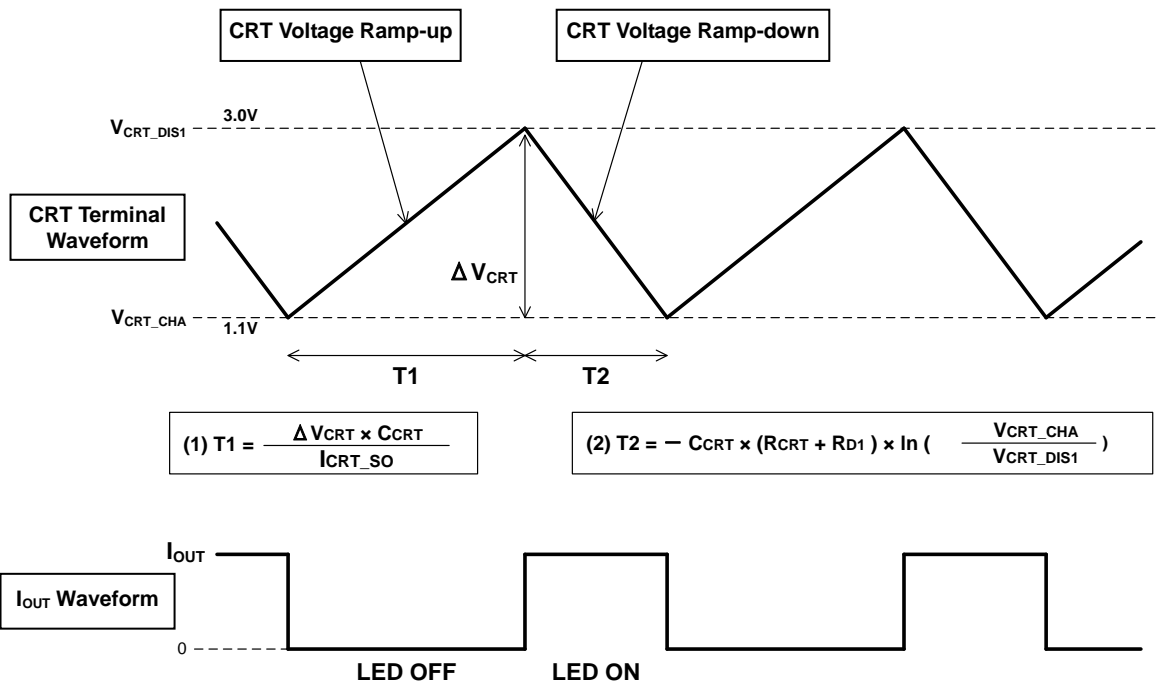 CRT Voltage Ramp-up
CRT Voltage Ramp-down
VCRT_DIS1
3.0V
CRT Terminal
Waveform
Δ VCRT
VCRT_CHA
1.1V
T1
T2
(1) T1 = Δ VCRT × CCRT / ICRT_SO
(2) T2 = − CCRT × (RCRT + RD1 ) × ln ( VCRT_CHA / VCRT_DIS1 )
IOUT
IOUT Waveform
0
LED OFF
LED ON